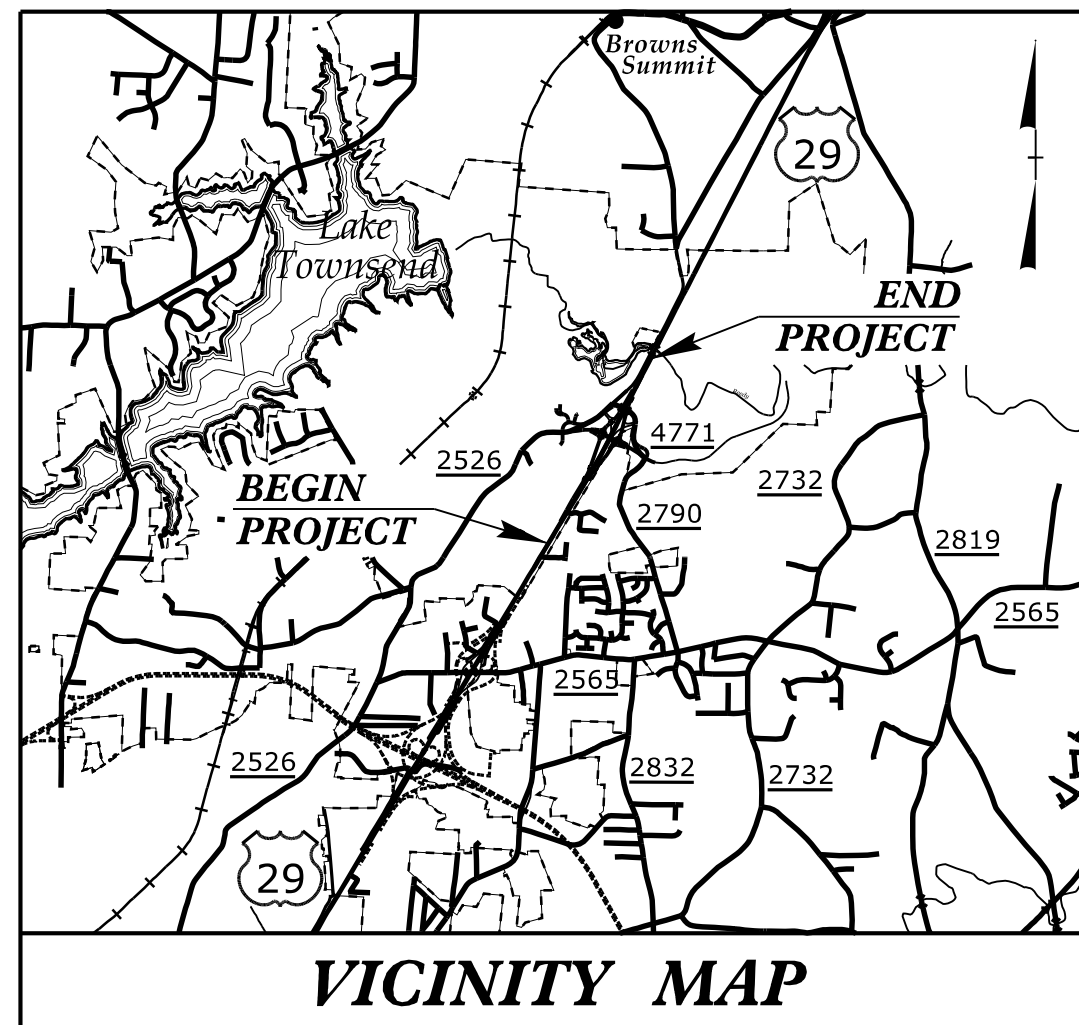 Browns
Summit
29
Lake
Townsend
END
PROJECT
4771
2526
2732
BEGIN
PROJECT
2790
2819
2565
2565
2526
2832
2732
29
VICINITY MAP